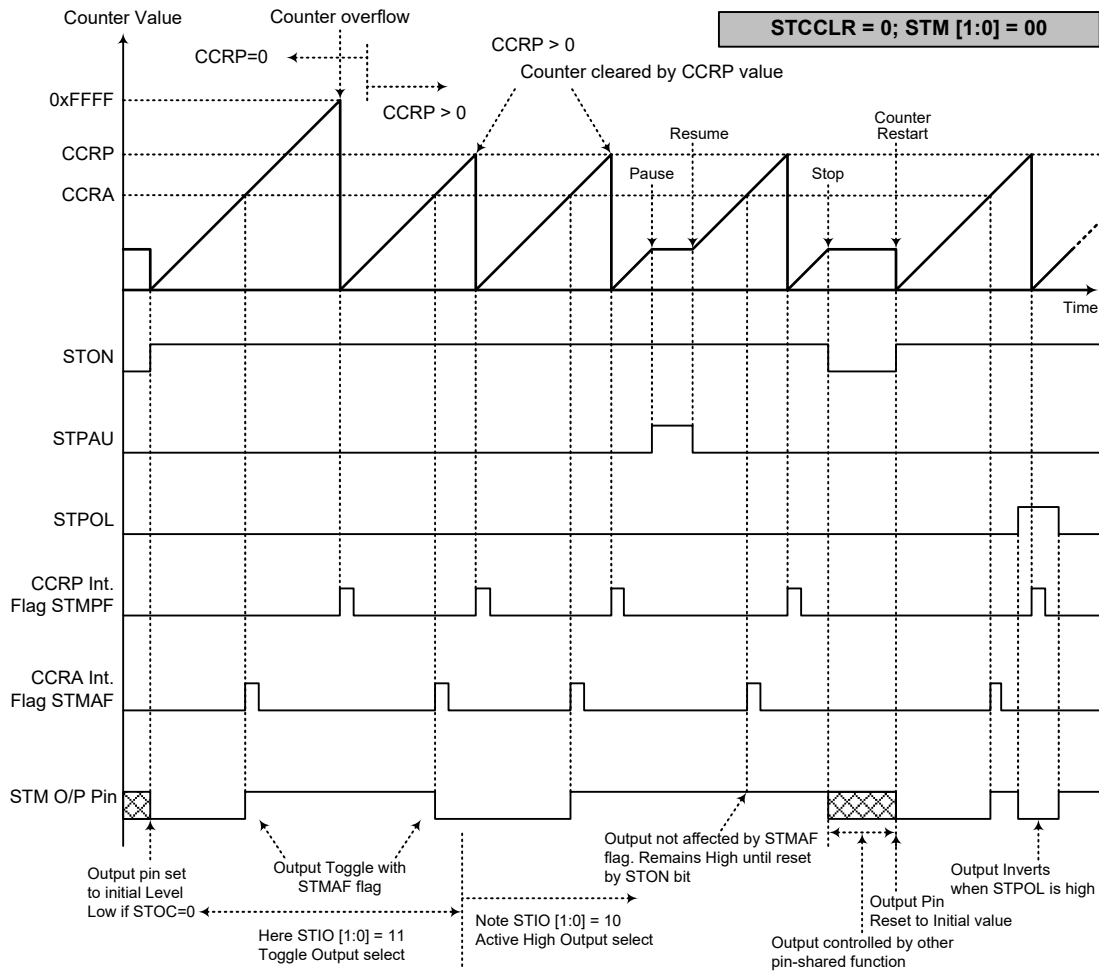 Counter Value
Counter overflow
STCCLR = 0; STM [1:0] = 00
CCRP=0
CCRP > 0
CCRP > 0
Counter cleared by CCRP value
0xFFFF
CCRP
CCRA
Pause
Resume
Stop
Counter
Restart
Time
STON
STPAU
STPOL
CCRP Int.
Flag STMPF
CCRA Int.
Flag STMAF
STM O/P Pin
Output pin set
to initial Level
Low if STOC=0
Output Toggle with
STMAF flag
Here STIO [1:0] = 11
Toggle Output select
Note STIO [1:0] = 10
Active High Output select
Output not affected by STMAF
flag. Remains High until reset
by STON bit
Output controlled by other
pin-shared function
Output Pin
Reset to Initial value
Output Inverts
when STPOL is high